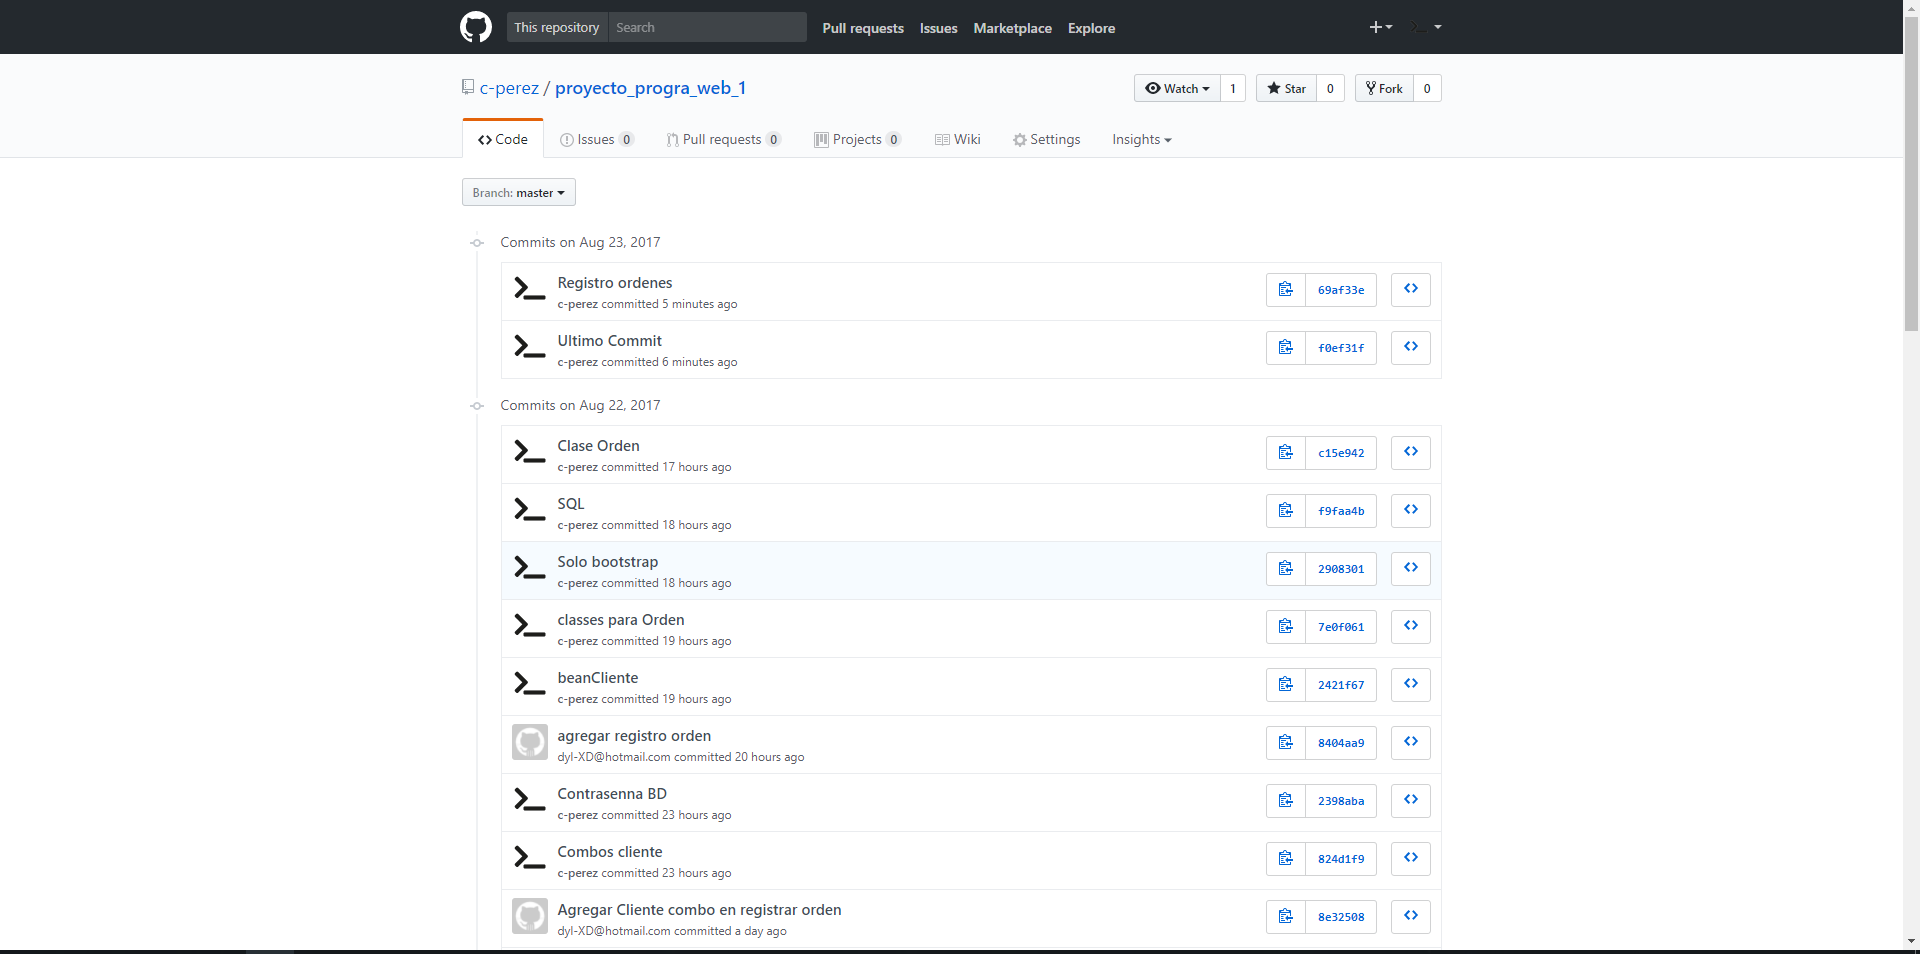 This repository Search Pull requests Issues Marketplace Explore
c-perez / proyecto_progra_web_1 Watch 1 Star 0 Fork 0
Code Issues 0 Pull requests 0 Projects 0 Wiki Settings Insights
Branch: master
Commits on Aug 23, 2017
Registro ordenes
c-perez committed 5 minutes ago
69af33e
Ultimo Commit
c-perez committed 6 minutes ago
f0ef31f
Commits on Aug 22, 2017
Clase Orden
c-perez committed 17 hours ago
c15e942
SQL
c-perez committed 18 hours ago
f9faa4b
Solo bootstrap
c-perez committed 18 hours ago
2908301
classes para Orden
c-perez committed 19 hours ago
7e0f061
beanCliente
c-perez committed 19 hours ago
2421f67
agregar registro orden
dyl-XD@hotmail.com committed 20 hours ago
8404aa9
Contrasenna BD
c-perez committed 23 hours ago
2398aba
Combos cliente
c-perez committed 23 hours ago
824d1f9
Agregar Cliente combo en registrar orden
dyl-XD@hotmail.com committed a day ago
8e32508